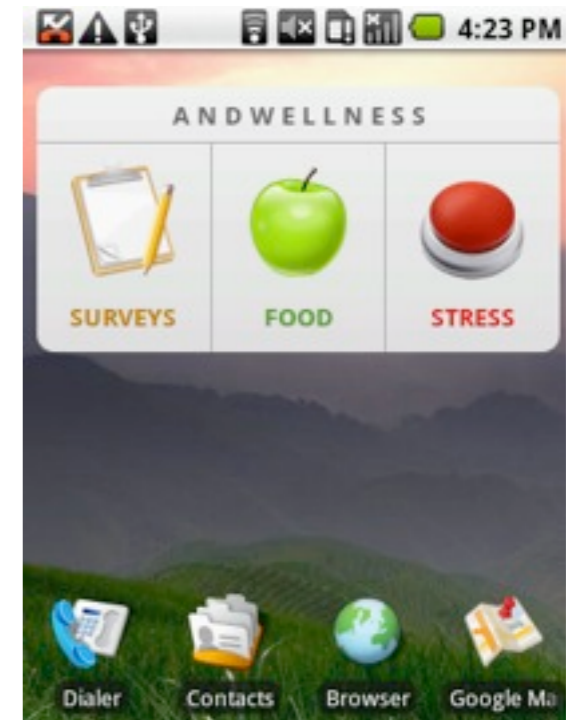 4:23 PM
ANDWELLNESS
SURVEYS FOOD STRESS
Dialer Contacts Browser Google Ma